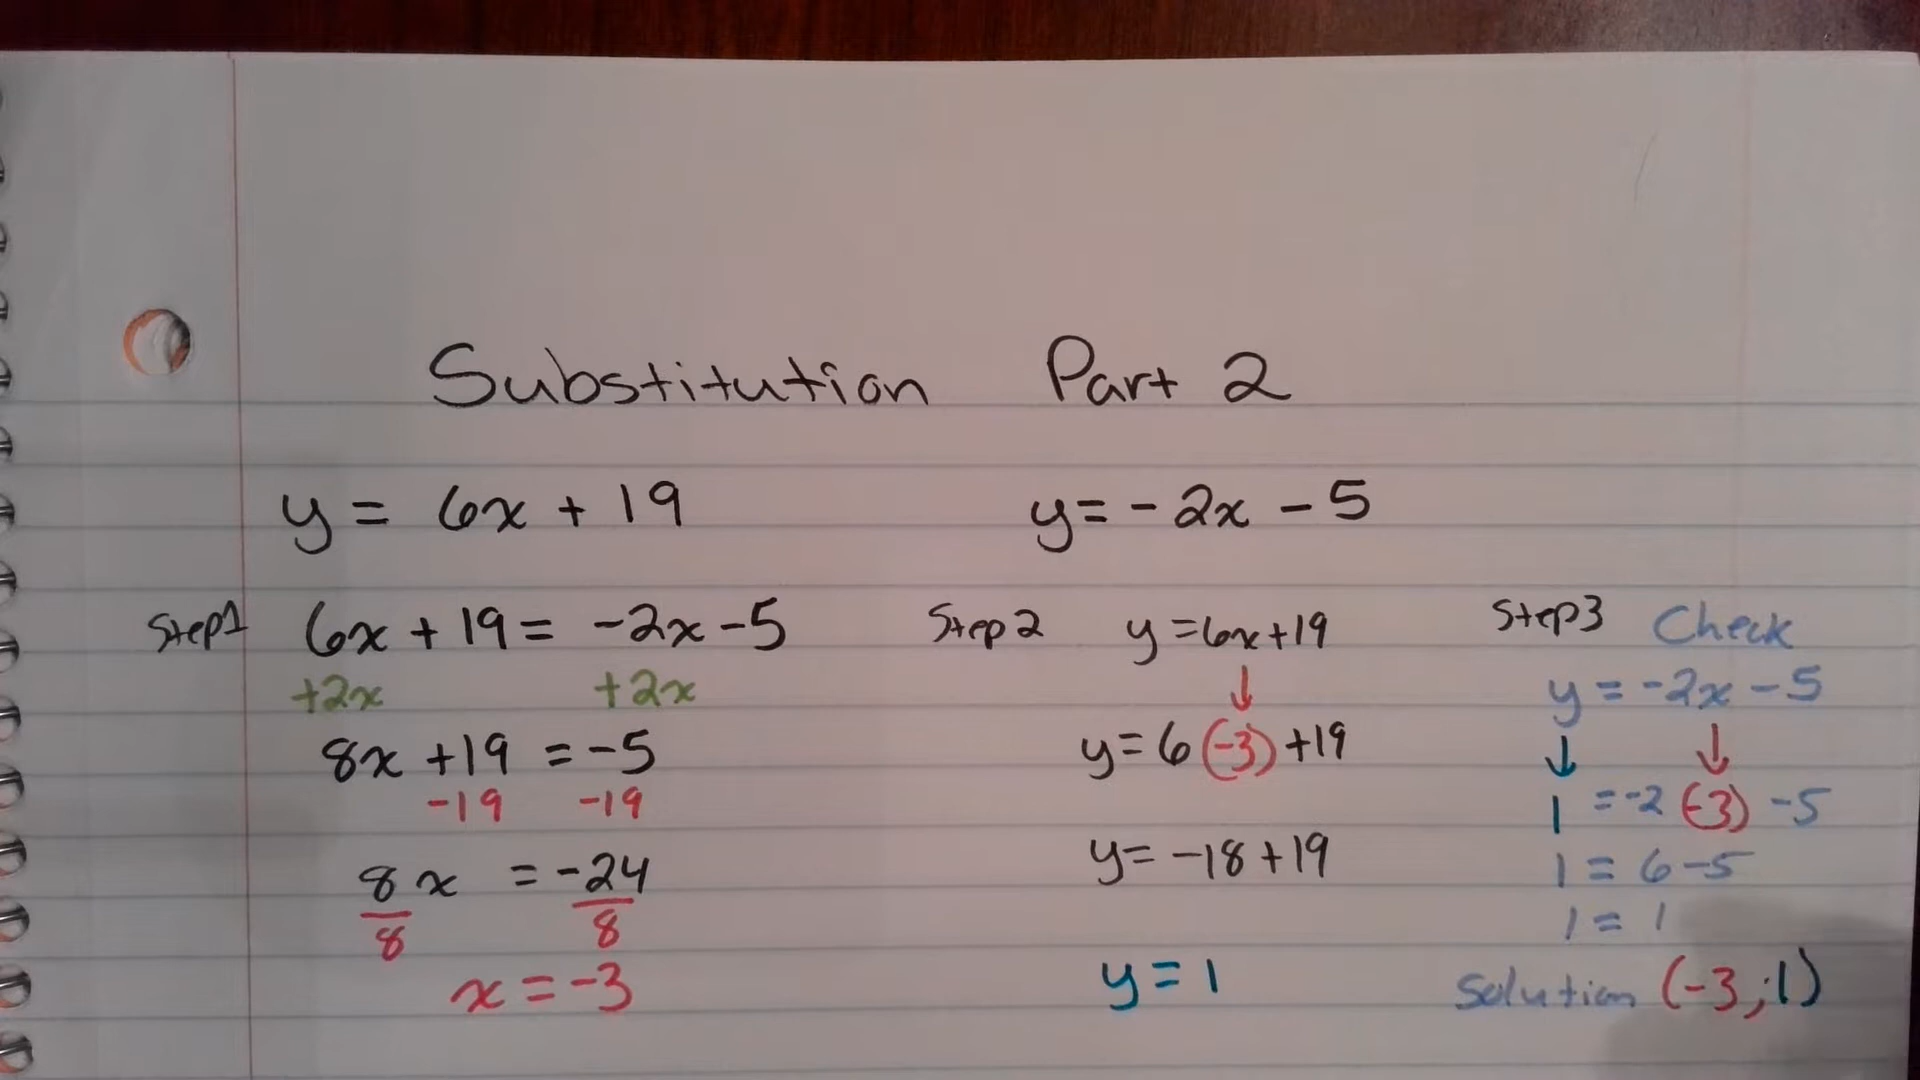 Substitution Part 2
y = 6x + 19
y = -2x - 5
Step1
6x + 19 = -2x - 5
+2x +2x
8x + 19 = -5
-19 -19
8x = -24
8 8
x = -3
Step 2
y = 6x + 19
↓
y = 6 (-3) + 19
y = -18 + 19
y = 1
Step3 Check
y = -2x - 5
↓ ↓
1 = -2 (-3) - 5
1 = 6 - 5
1 = 1
Solution (-3, 1)